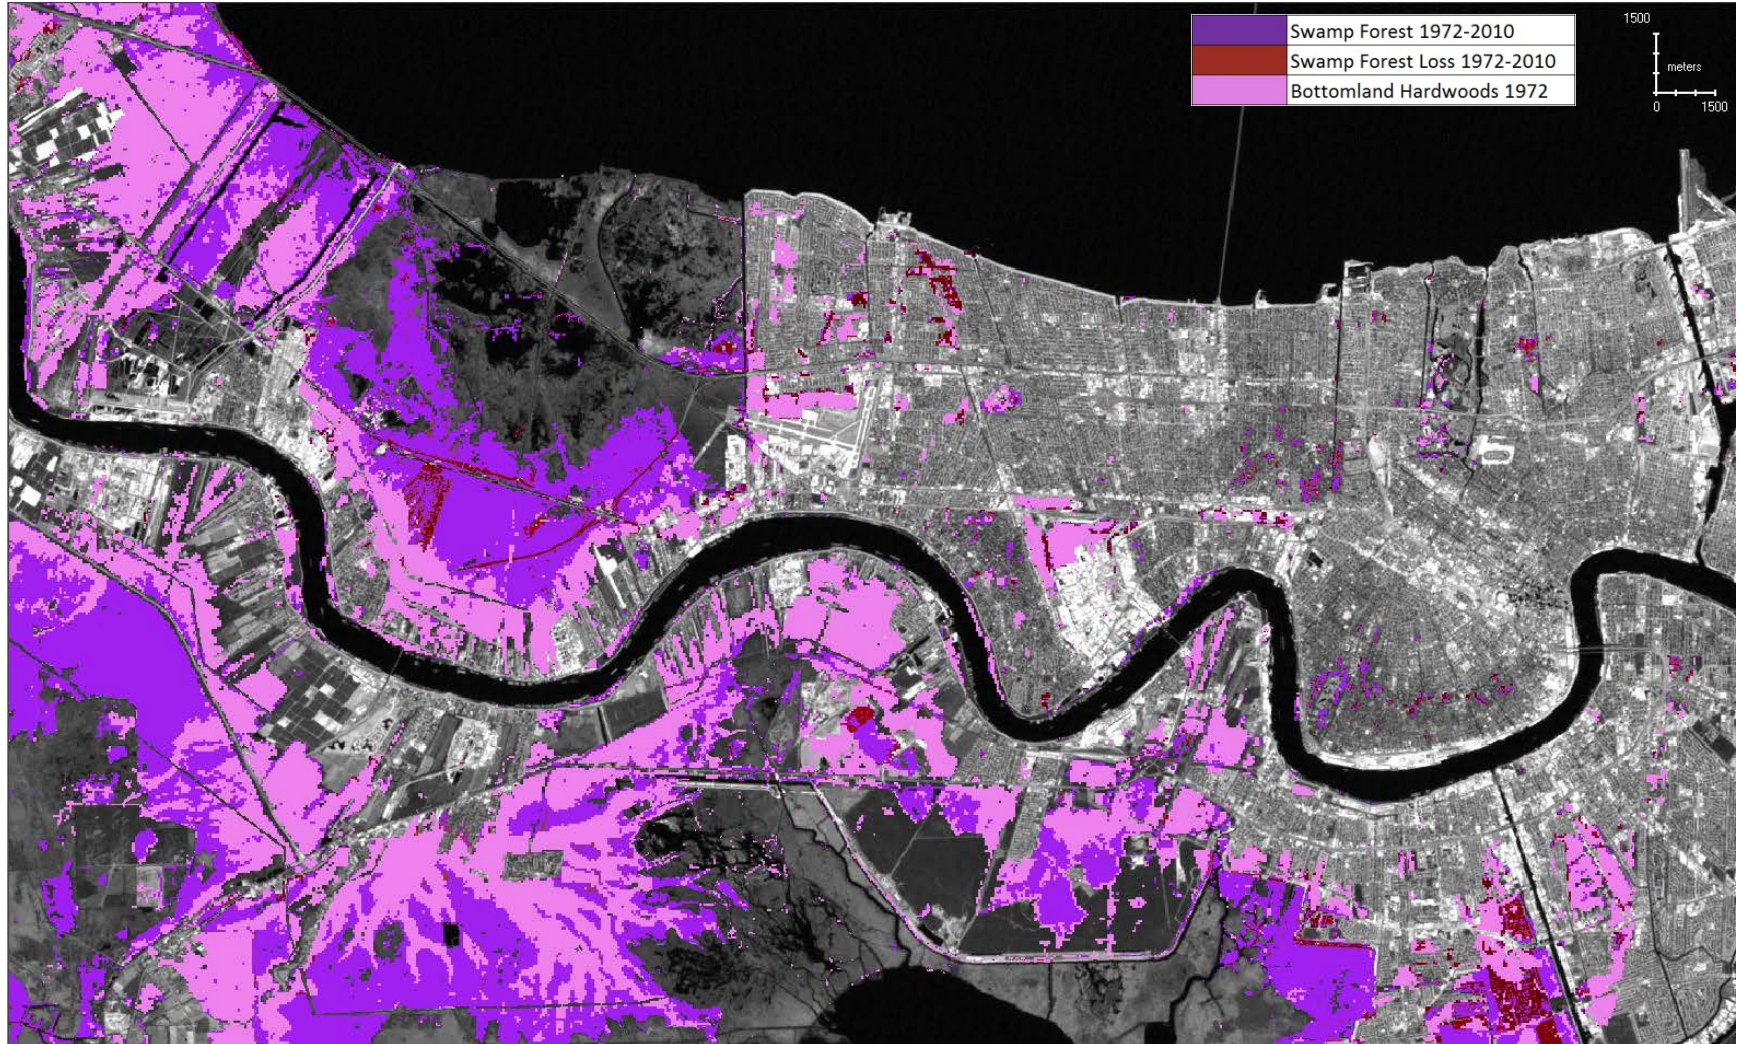 Swamp Forest 1972-2010
Swamp Forest Loss 1972-2010
Bottomland Hardwoods 1972
1500
meters
0 1500